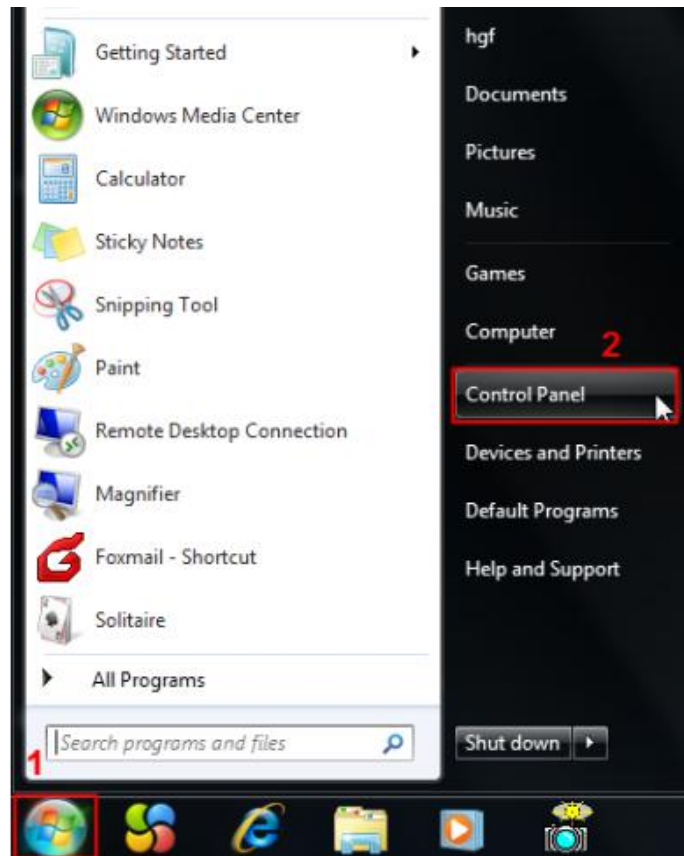 Getting Started
Windows Media Center
Calculator
Sticky Notes
Snipping Tool
Paint
Remote Desktop Connection
Magnifier
Foxmail - Shortcut
Solitaire
All Programs
Search programs and files
1
hgf
Documents
Pictures
Music
Games
Computer
2
Control Panel
Devices and Printers
Default Programs
Help and Support
Shut down